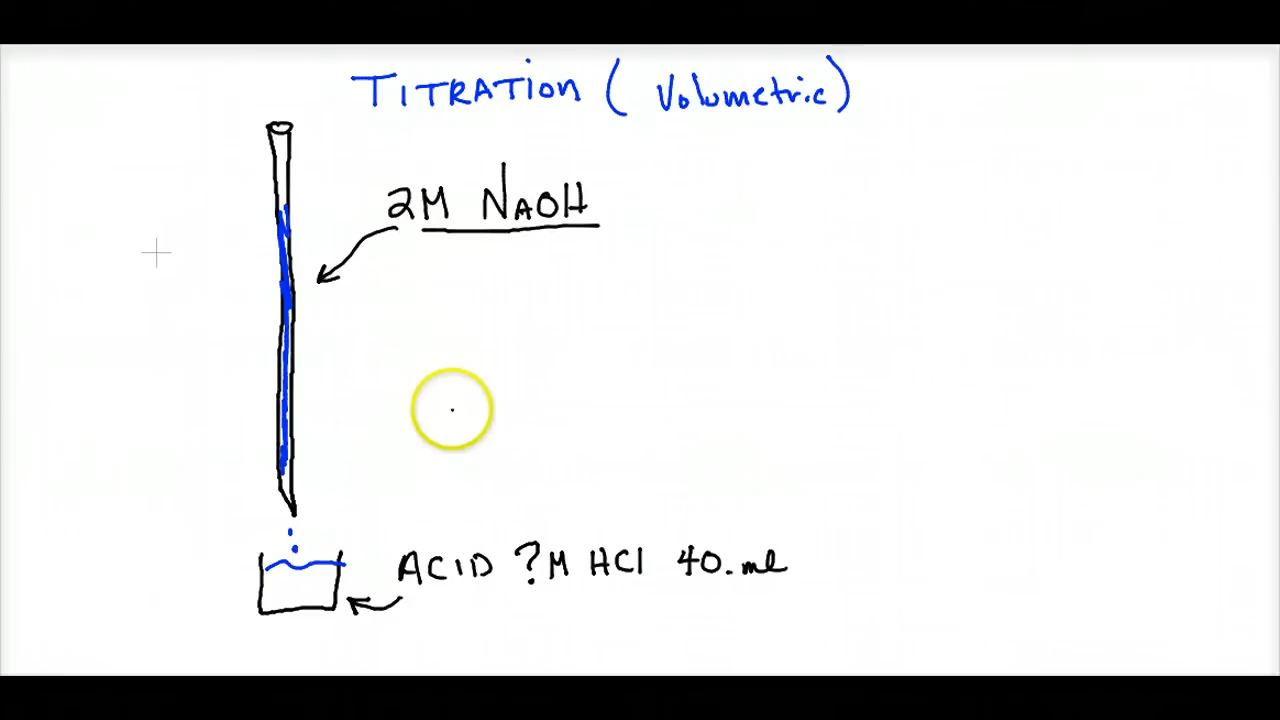 TITRATION (Volumetric)
2M NaOH
ACID ?M HCl 40.ml